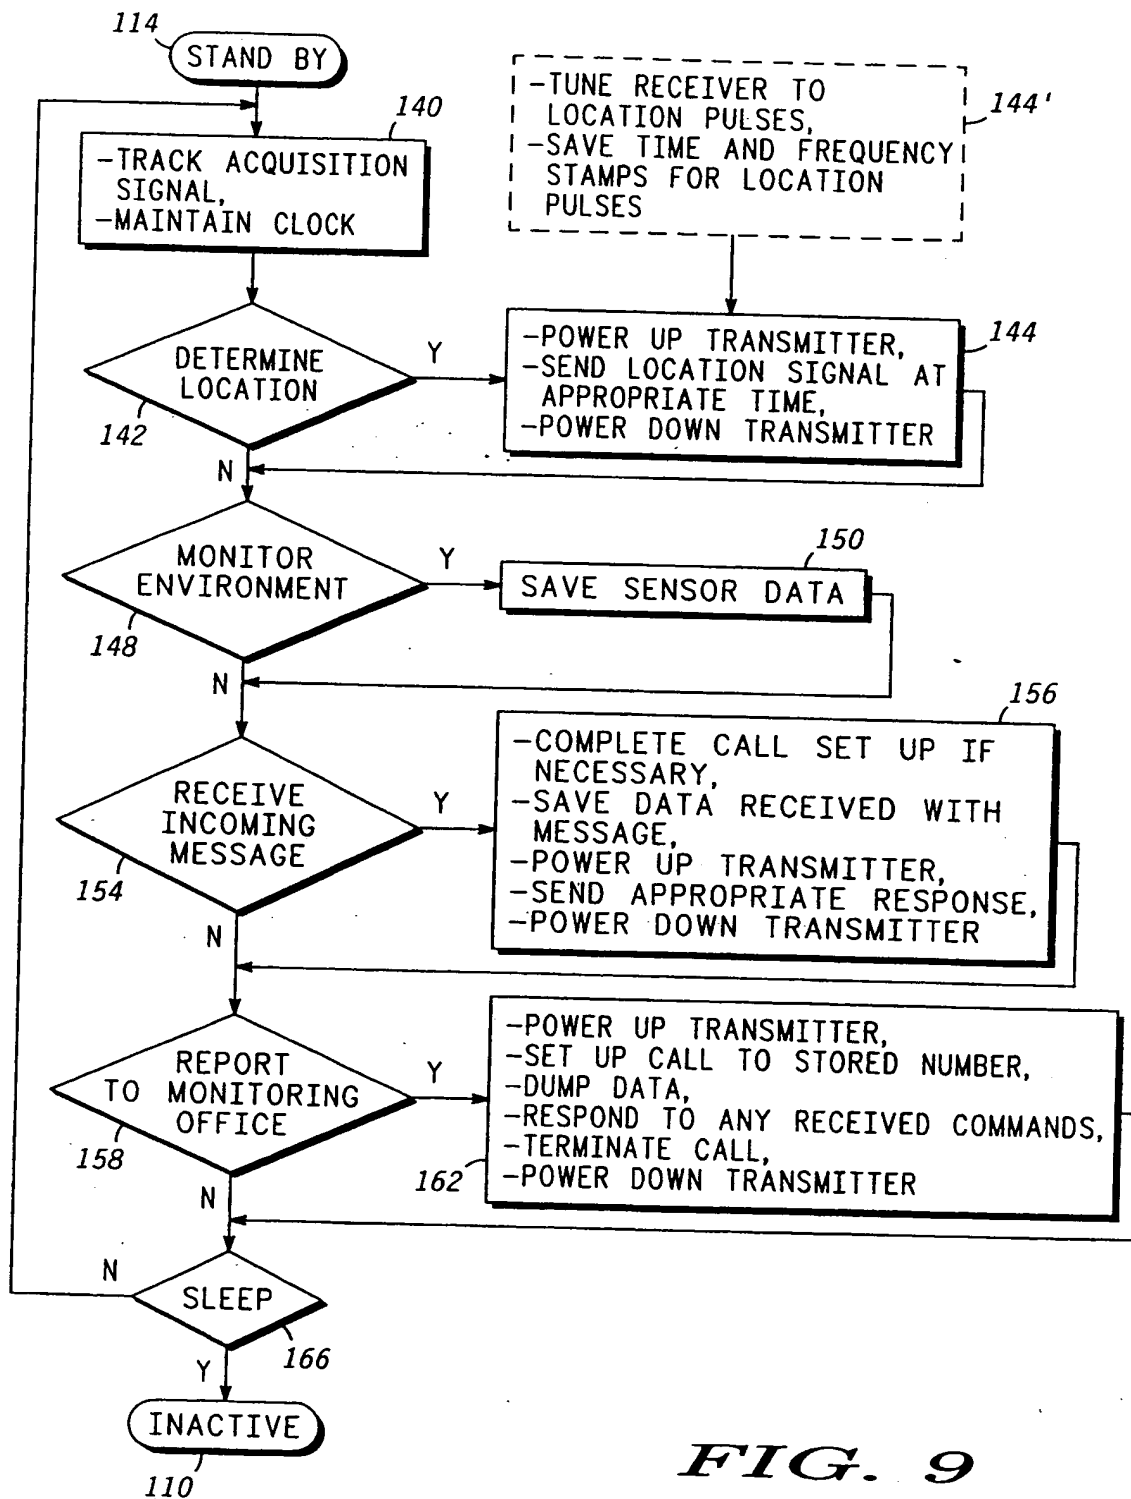 114
STAND BY
140
-TRACK ACQUISITION
SIGNAL,
-MAINTAIN CLOCK
-TUNE RECEIVER TO
LOCATION PULSES,
-SAVE TIME AND FREQUENCY
STAMPS FOR LOCATION
PULSES
144'
DETERMINE
LOCATION
142
Y
N
-POWER UP TRANSMITTER,
-SEND LOCATION SIGNAL AT
APPROPRIATE TIME,
-POWER DOWN TRANSMITTER
144
MONITOR
ENVIRONMENT
148
Y
N
150
SAVE SENSOR DATA
RECEIVE
INCOMING
MESSAGE
154
Y
N
156
-COMPLETE CALL SET UP IF
NECESSARY,
-SAVE DATA RECEIVED WITH
MESSAGE,
-POWER UP TRANSMITTER,
-SEND APPROPRIATE RESPONSE,
-POWER DOWN TRANSMITTER
REPORT
TO MONITORING
OFFICE
158
Y
N
-POWER UP TRANSMITTER,
-SET UP CALL TO STORED NUMBER,
-DUMP DATA,
-RESPOND TO ANY RECEIVED COMMANDS,
-TERMINATE CALL,
-POWER DOWN TRANSMITTER
162
N
SLEEP
166
Y
INACTIVE
110
FIG. 9